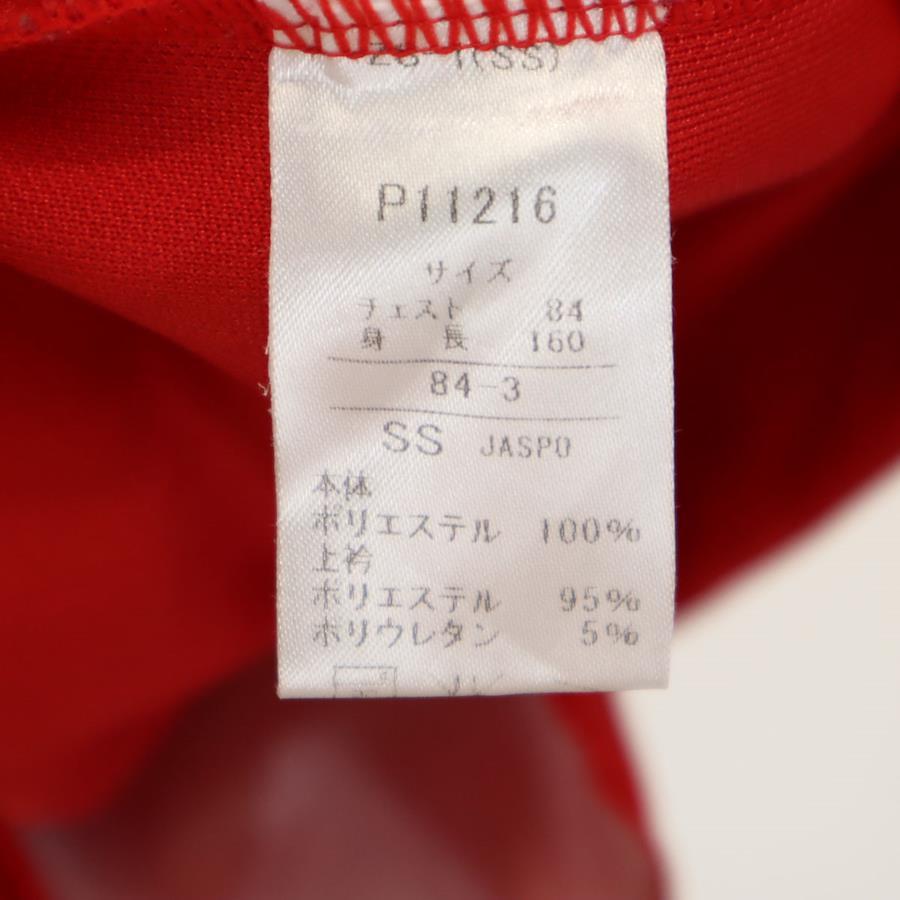 (SS)
P11216
サイズ
チェスト 84
身 長 160
84-3
SS JASPO
本体
ポリエステル 100%
上衿
ポリエステル 95%
ポリウレタン 5%